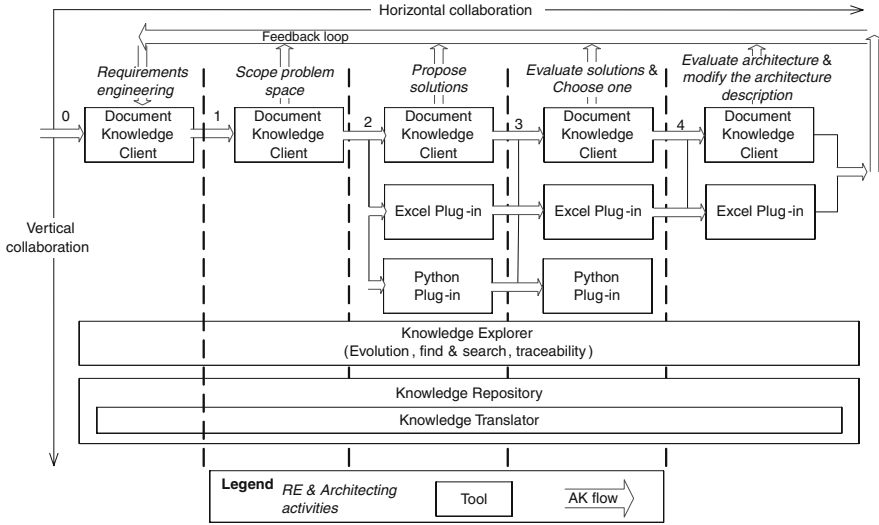 Horizontal collaboration
Feedback loop
Requirements
engineering
Scope problem
space
Propose
solutions
Evaluate solutions &
Choose one
Evaluate architecture &
modify the architecture
description
0
Document
Knowledge
Client
1
Document
Knowledge
Client
2
Document
Knowledge
Client
3
Document
Knowledge
Client
4
Document
Knowledge
Client
Vertical
collaboration
Excel Plug-in
Excel Plug-in
Excel Plug-in
Python
Plug-in
Python
Plug-in
Knowledge Explorer
(Evolution, find & search, traceability)
Knowledge Repository
Knowledge Translator
Legend
RE & Architecting
activities
Tool
AK flow